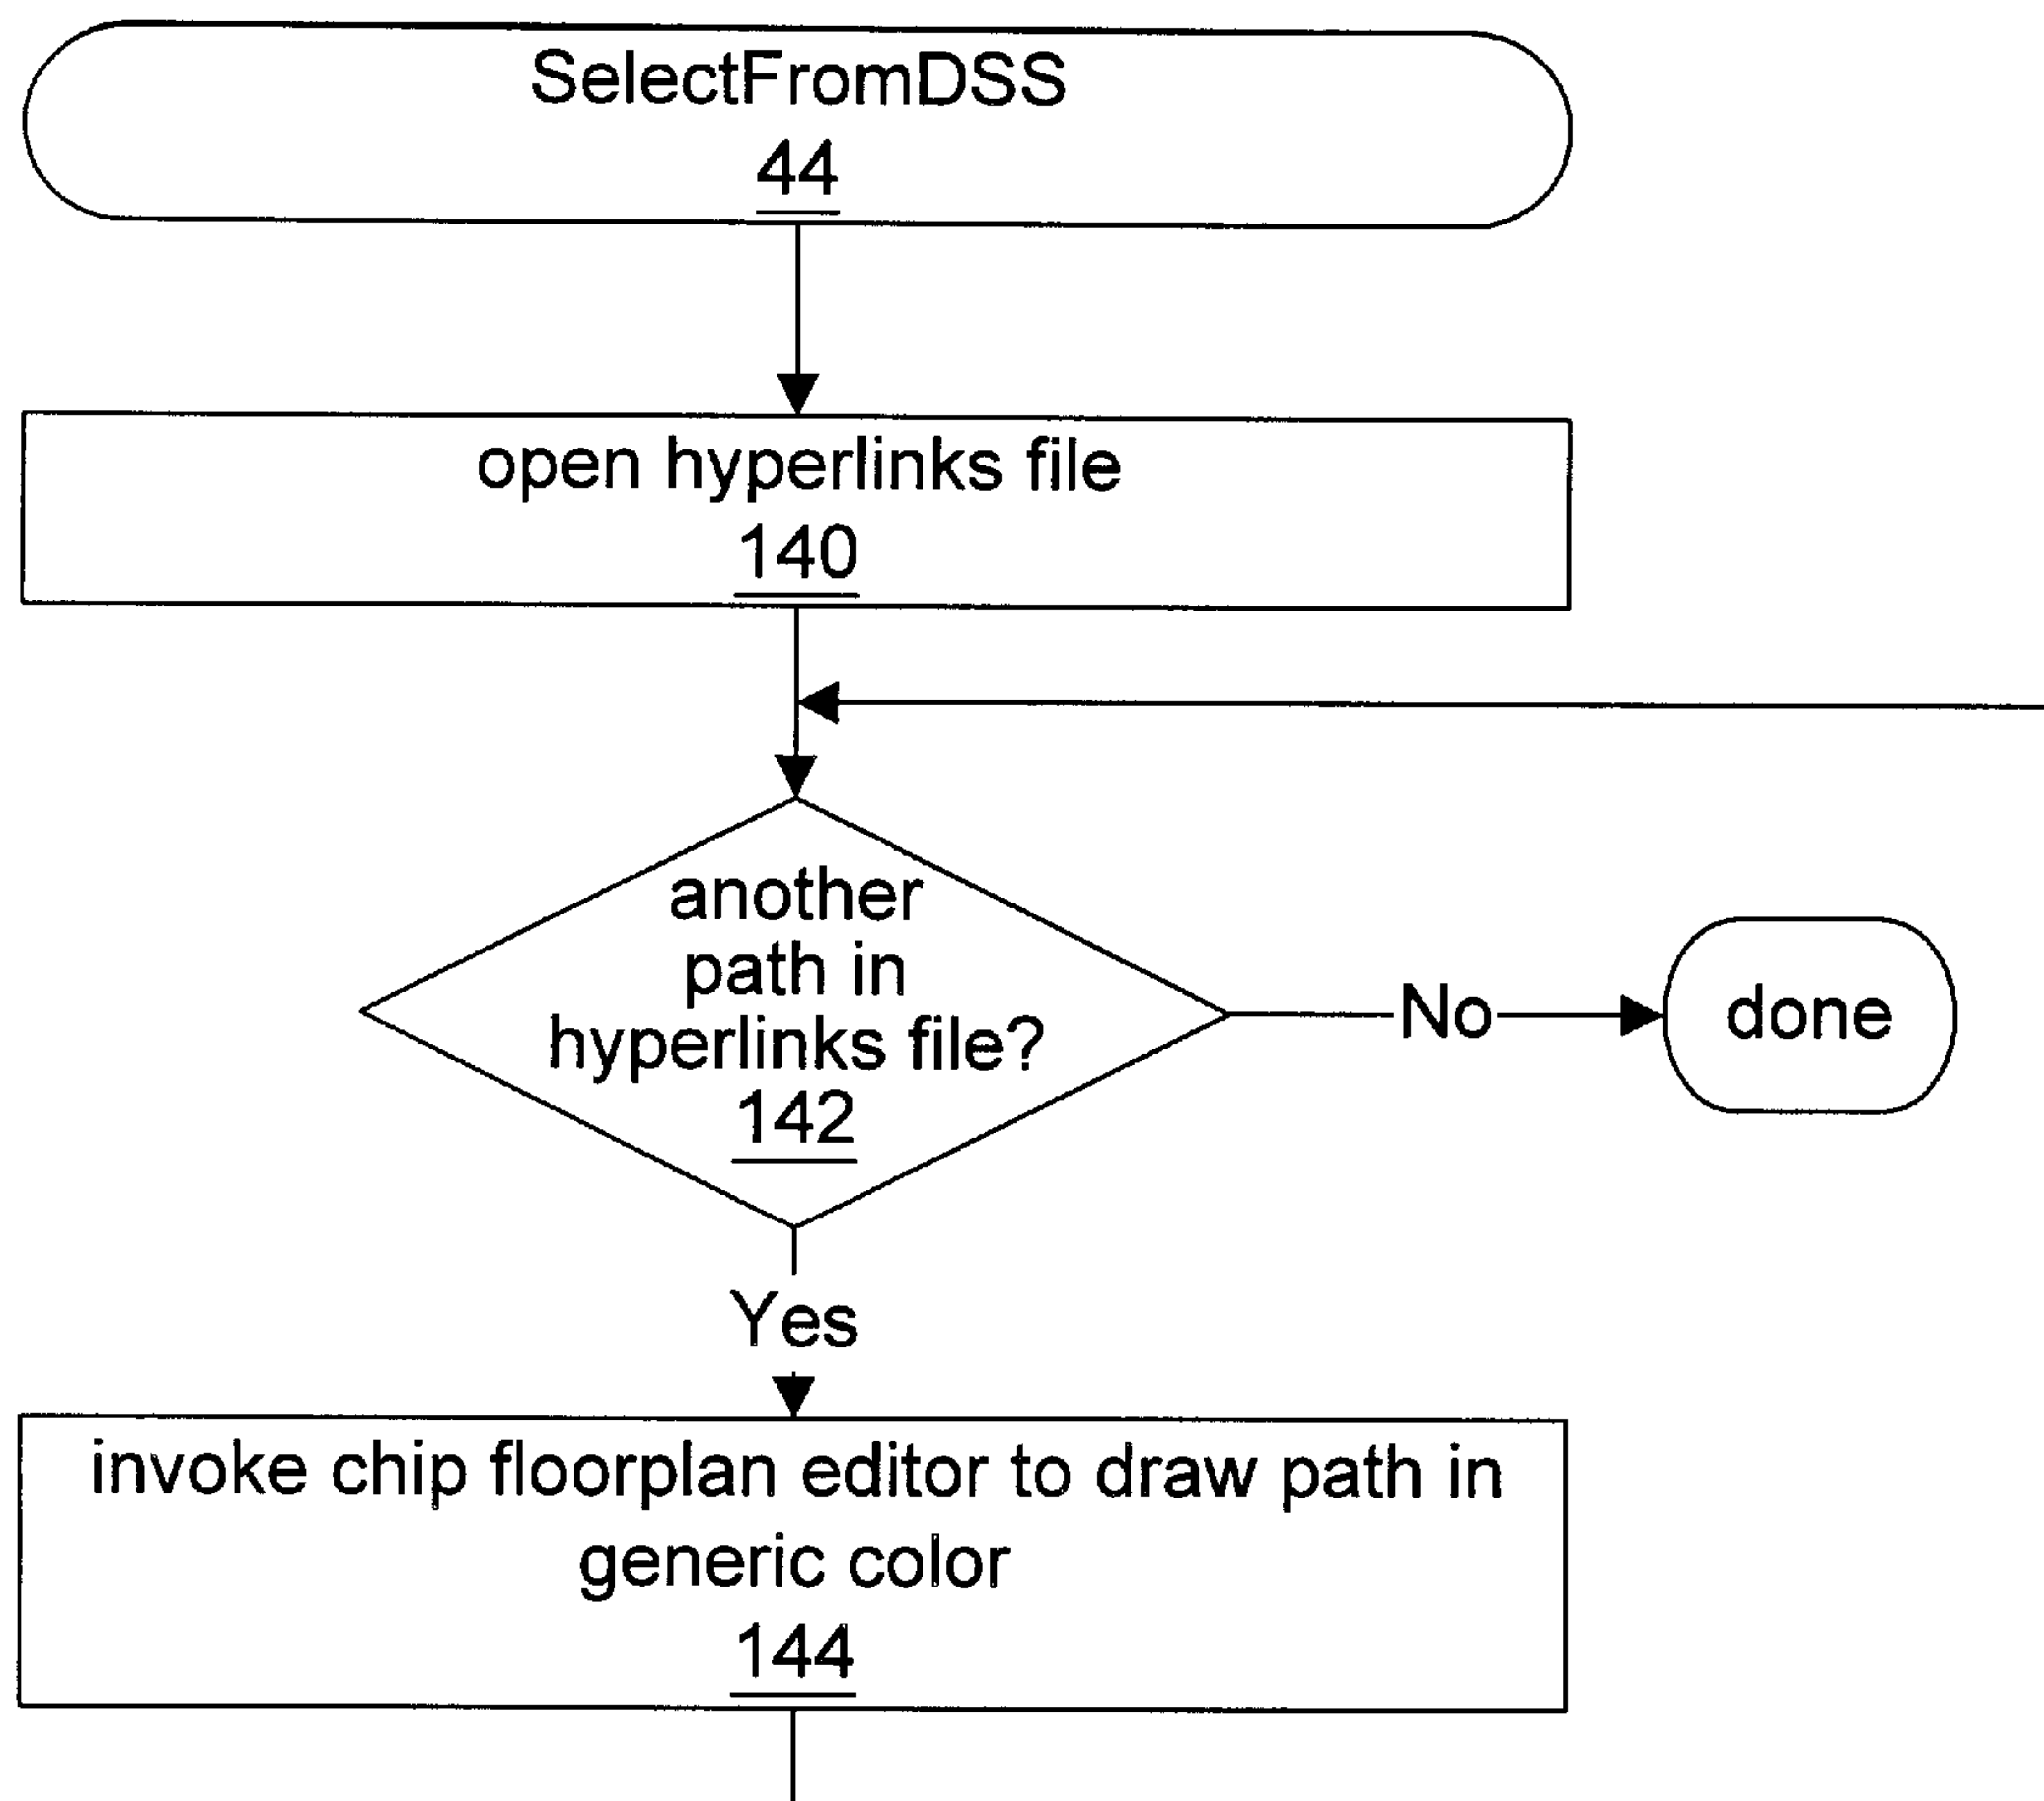 SelectFromDSS
44
open hyperlinks file
140
another
path in
hyperlinks file?
142
No
done
Yes
invoke chip floorplan editor to draw path in
generic color
144